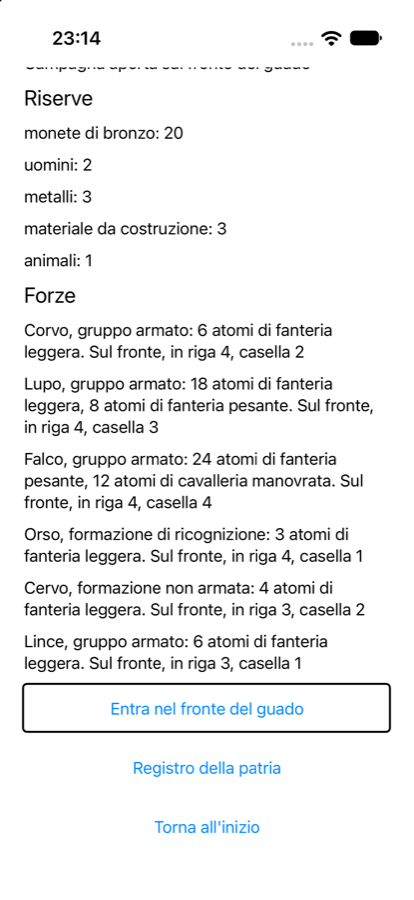 23:14
Campagna aperta sul fronte del guado
Riserve
monete di bronzo: 20
uomini: 2
metalli: 3
materiale da costruzione: 3
animali: 1
Forze
Corvo, gruppo armato: 6 atomi di fanteria
leggera. Sul fronte, in riga 4, casella 2
Lupo, gruppo armato: 18 atomi di fanteria
leggera, 8 atomi di fanteria pesante. Sul fronte,
in riga 4, casella 3
Falco, gruppo armato: 24 atomi di fanteria
pesante, 12 atomi di cavalleria manovrata. Sul
fronte, in riga 4, casella 4
Orso, formazione di ricognizione: 3 atomi di
fanteria leggera. Sul fronte, in riga 4, casella 1
Cervo, formazione non armata: 4 atomi di
fanteria leggera. Sul fronte, in riga 3, casella 2
Lince, gruppo armato: 6 atomi di fanteria
leggera. Sul fronte, in riga 3, casella 1
Entra nel fronte del guado
Registro della patria
Torna all'inizio